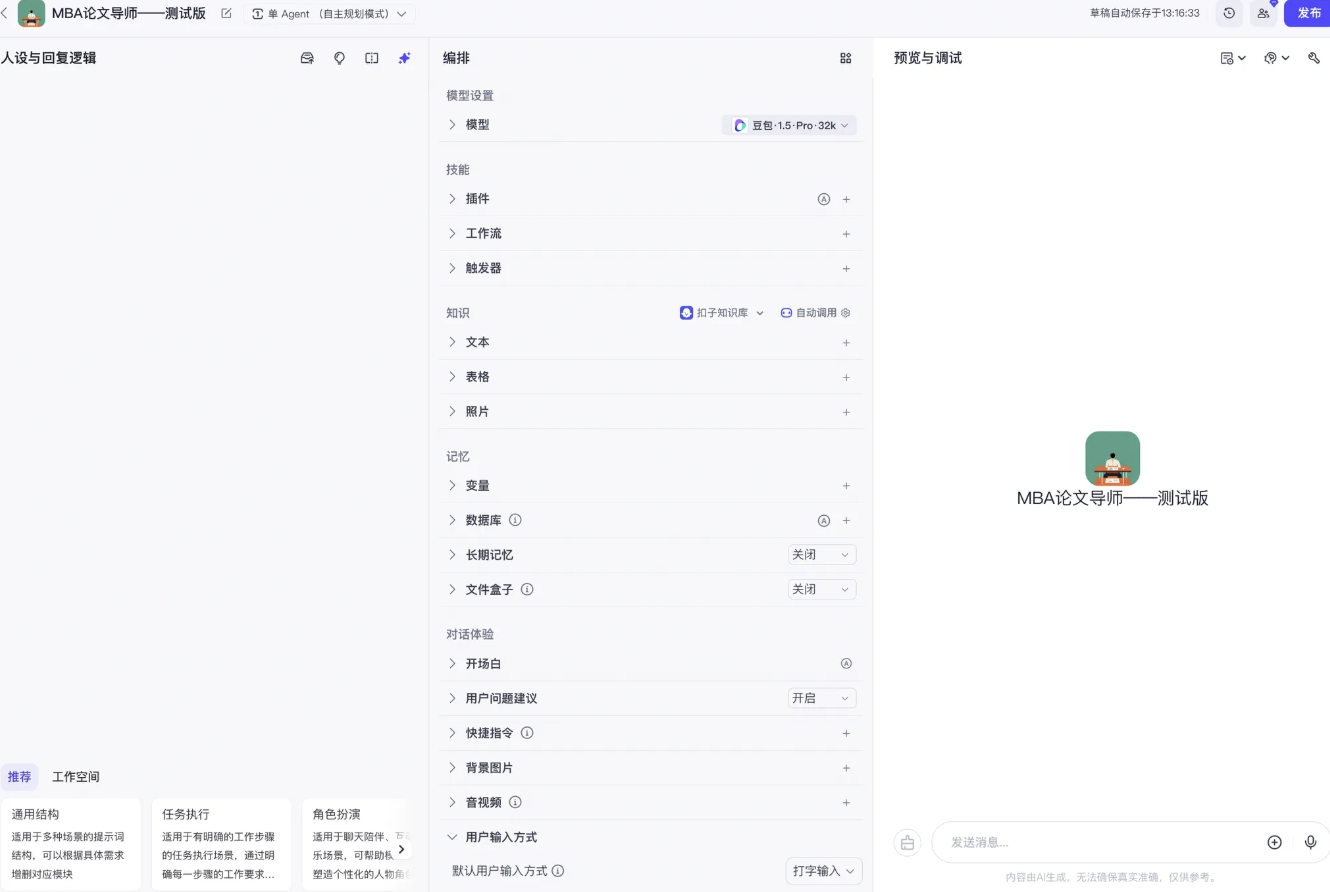 MBA论文导师——测试版
单 Agent （自主规划模式）
草稿自动保存于13:16:33
发布
人设与回复逻辑
推荐
工作空间
通用结构
适用于多种场景的提示词
结构，可以根据具体需求
增删对应模块
任务执行
适用于有明确的工作步骤
的任务执行场景，通过明
确每一步骤的工作要求...
角色扮演
适用于聊天陪伴、互
乐场景，可帮助模
塑造个性化的人物角
编排
模型设置
模型
豆包·1.5·Pro·32k
技能
插件
工作流
触发器
知识
扣子知识库
自动调用
文本
表格
照片
记忆
变量
数据库
长期记忆
关闭
文件盒子
关闭
对话体验
开场白
用户问题建议
开启
快捷指令
背景图片
音视频
用户输入方式
默认用户输入方式
打字输入
预览与调试
MBA论文导师——测试版
发送消息...
内容由AI生成，无法确保真实准确，仅供参考。